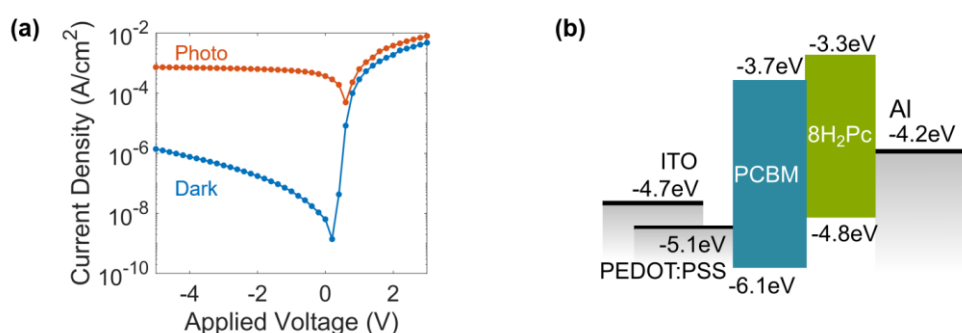 (a)
Current Density (A/cm²)
10⁻²
10⁻⁴
10⁻⁶
10⁻⁸
10⁻¹⁰
Photo
Dark
-4
-2
0
2
Applied Voltage (V)
(b)
-3.3eV
-3.7eV
8H₂Pc
Al
-4.2eV
ITO
PCBM
-4.7eV
-4.8eV
-5.1eV
PEDOT:PSS
-6.1eV